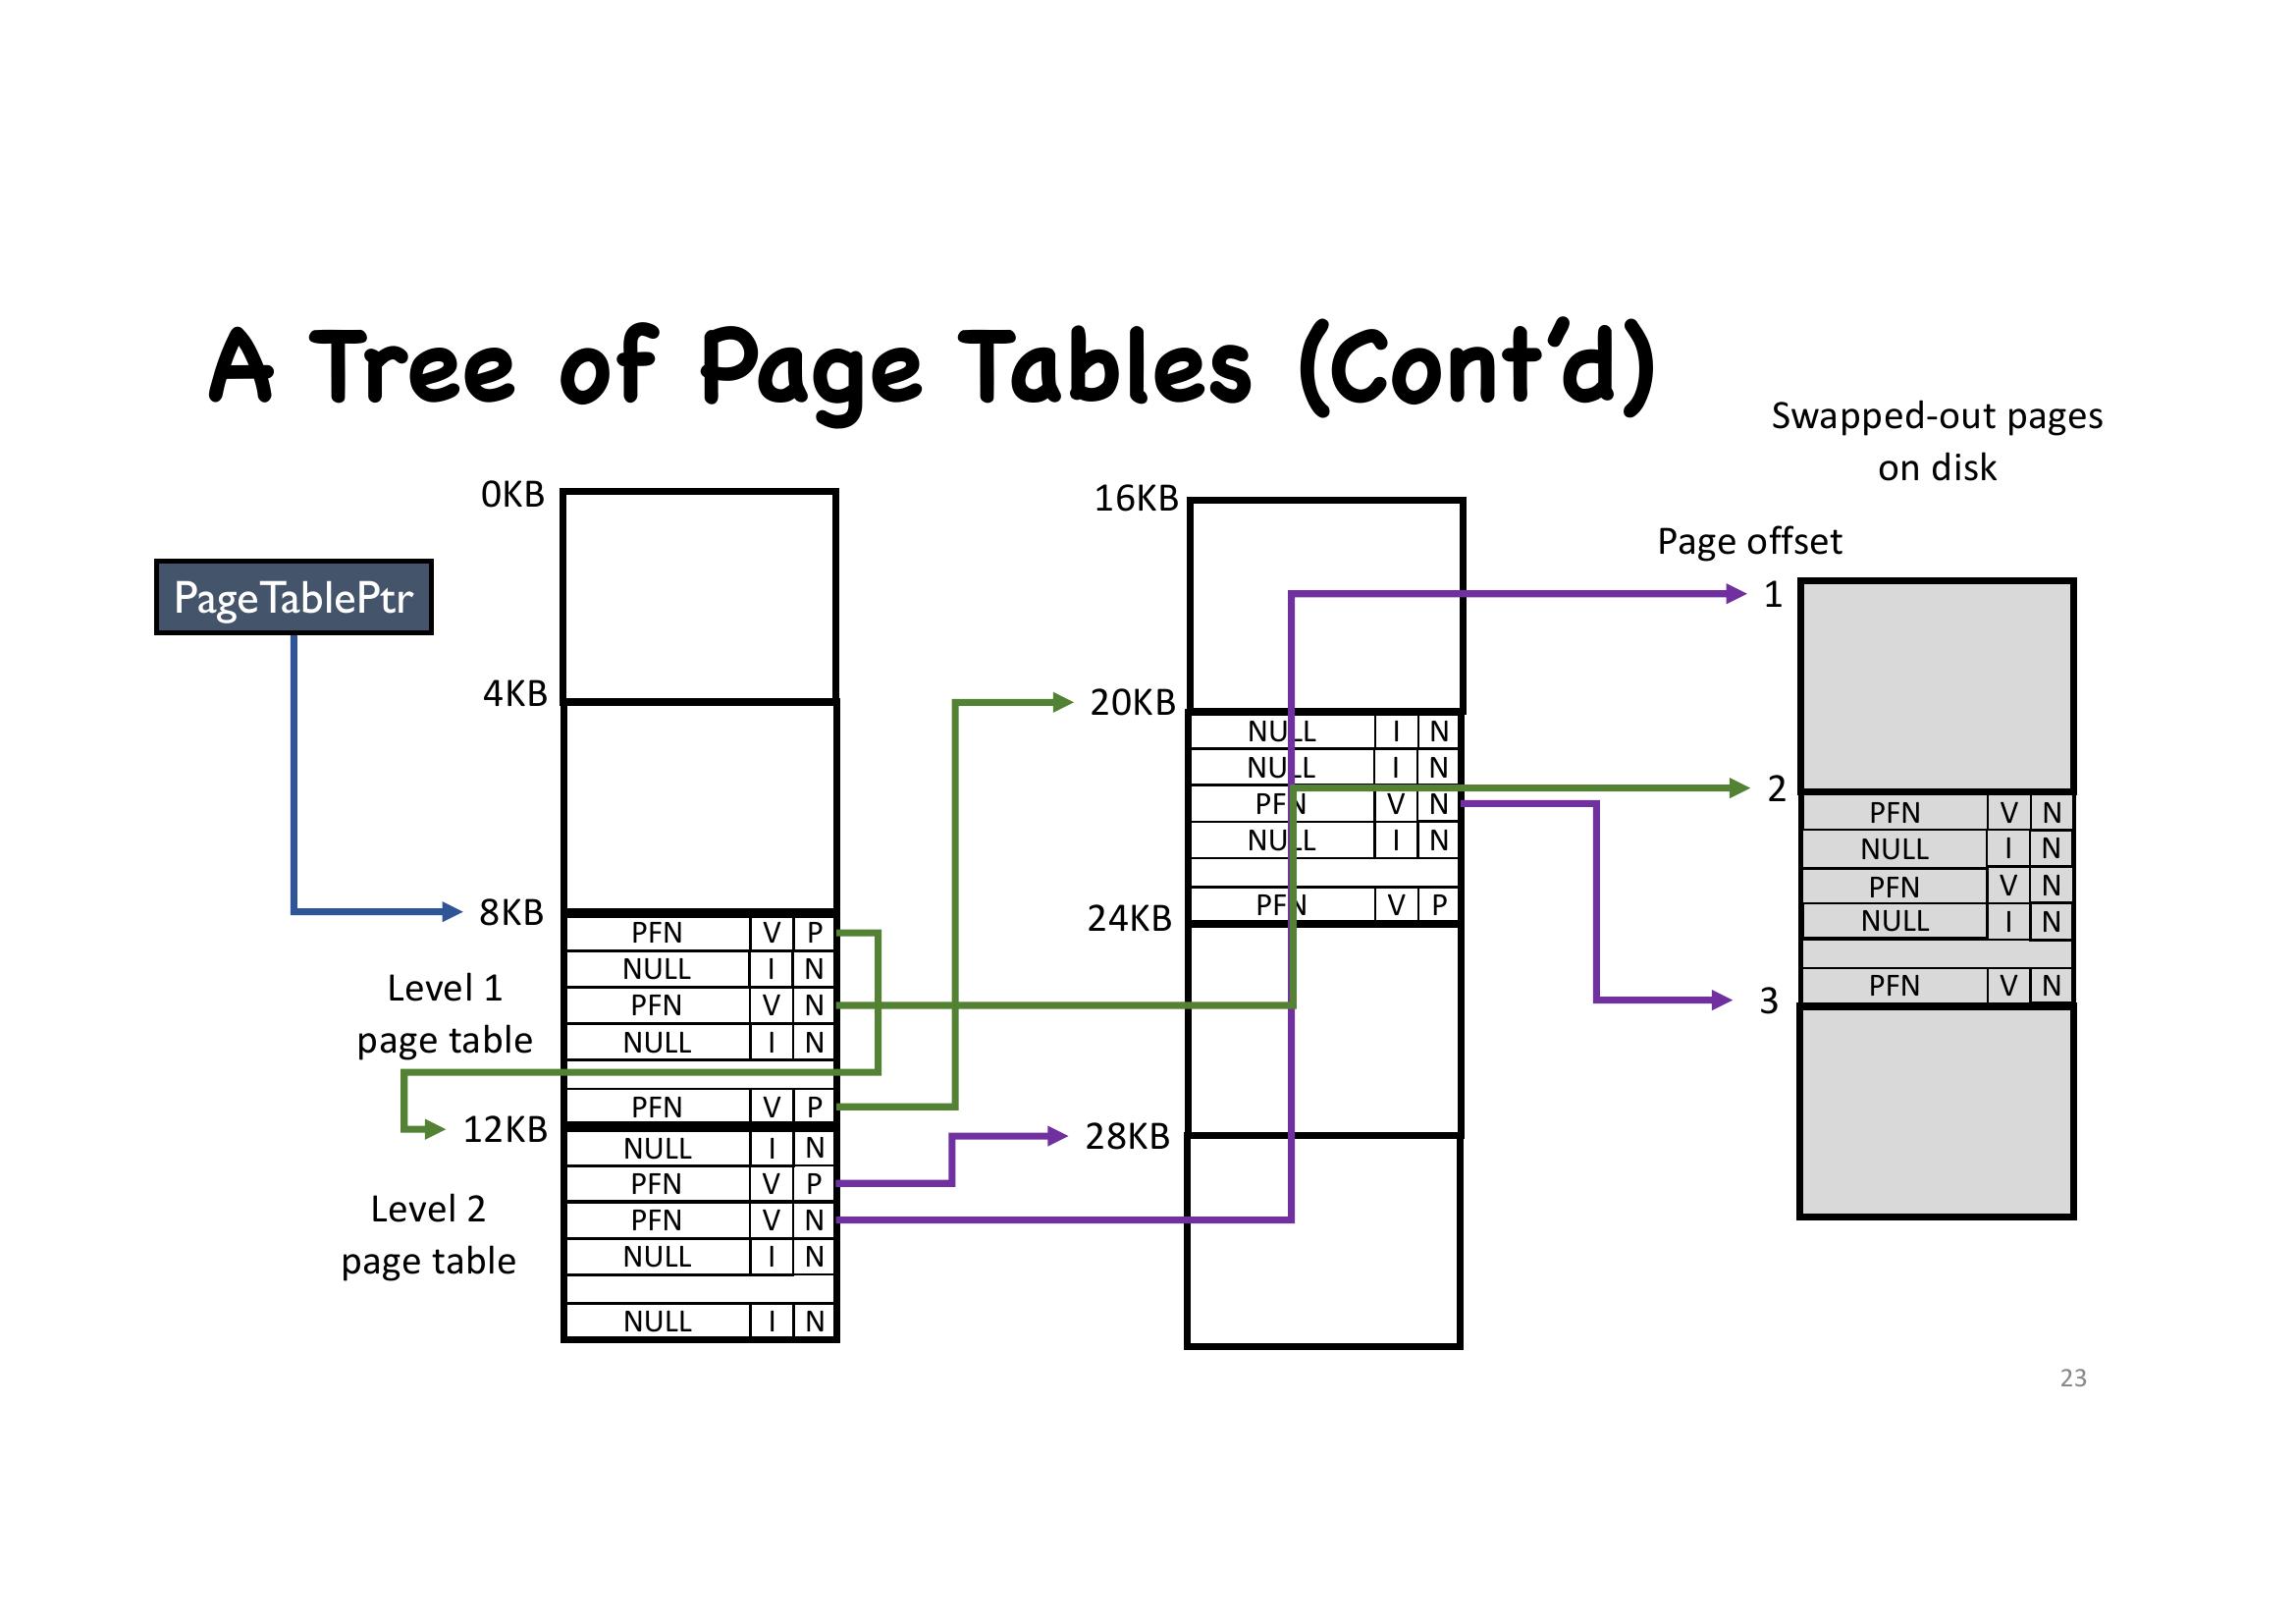 A Tree of Page Tables (Cont’d)
Swapped-out pages
on disk
Page offset
PageTablePtr
0KB
4KB
8KB
PFN V P
NULL I N
PFN V N
NULL I N
PFN V P
Level 1
page table
12KB
NULL I N
PFN V P
PFN V N
NULL I N
NULL I N
Level 2
page table
16KB
20KB
NULL I N
NULL I N
PFN V N
NULL I N
PFN V P
24KB
28KB
1
2
PFN V N
NULL I N
PFN V N
NULL I N
PFN V N
3
23